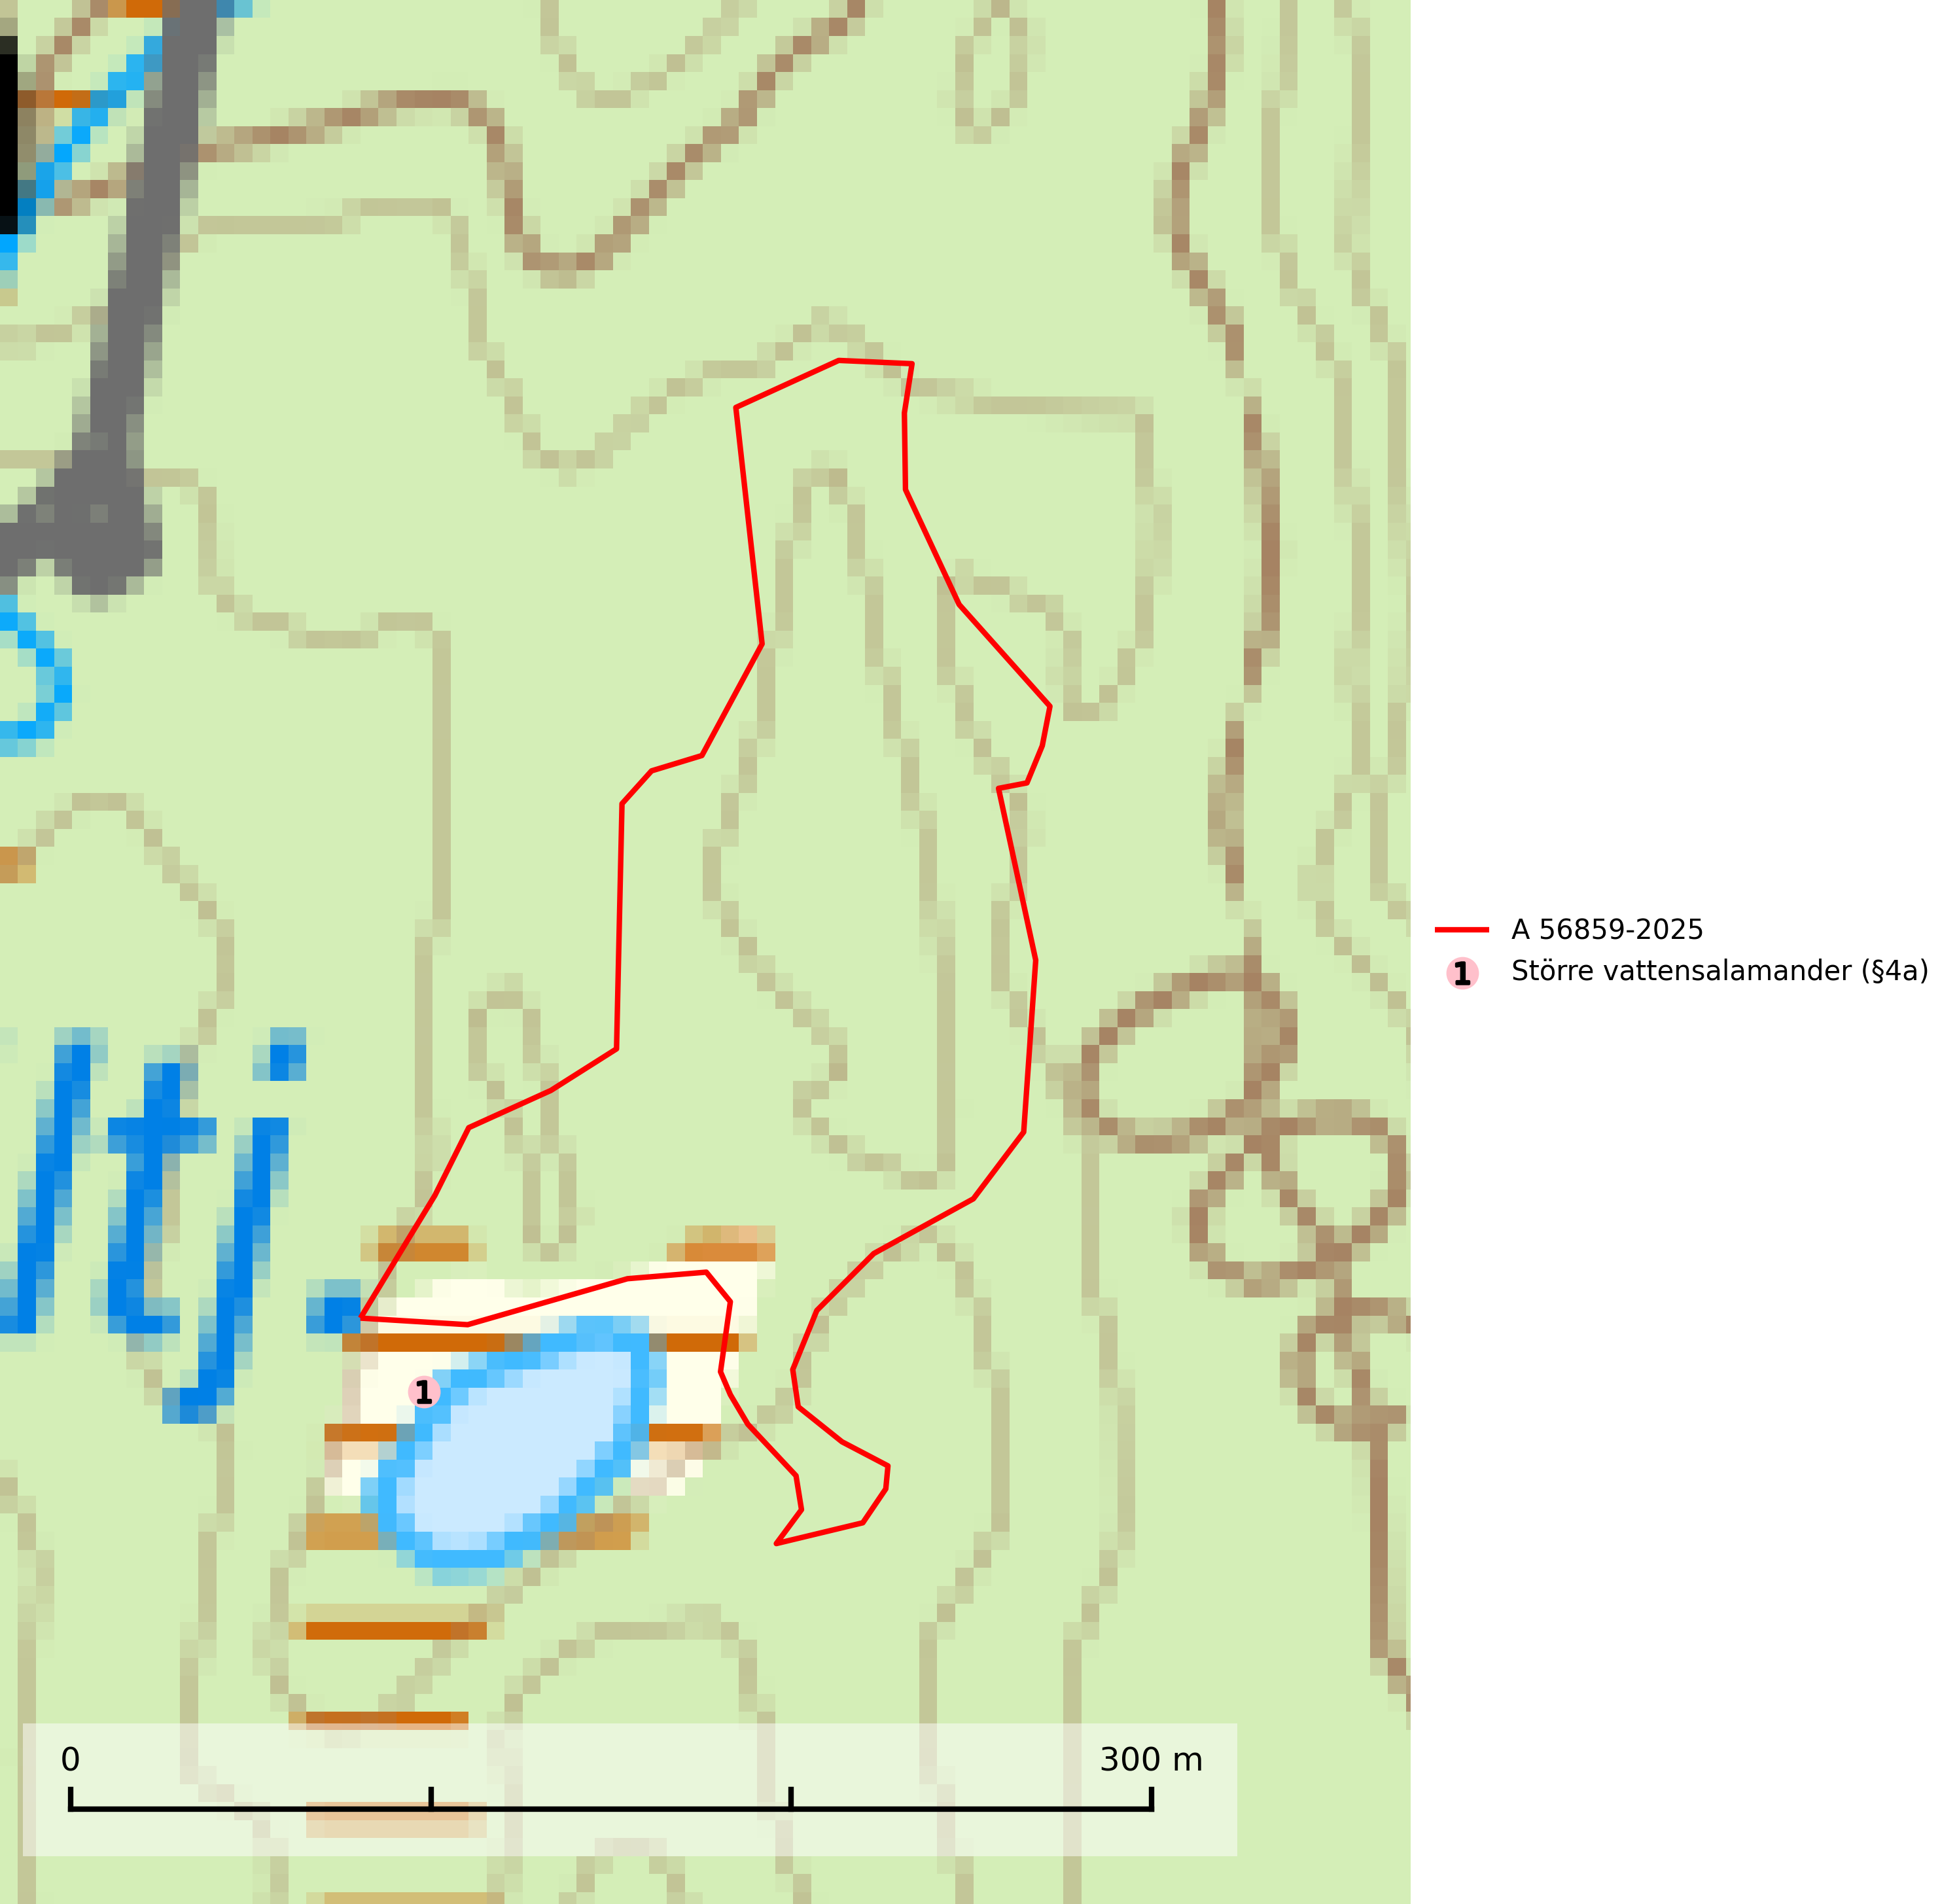 A 56859-2025
1 Större vattensalamander (§4a)
1
0 300 m